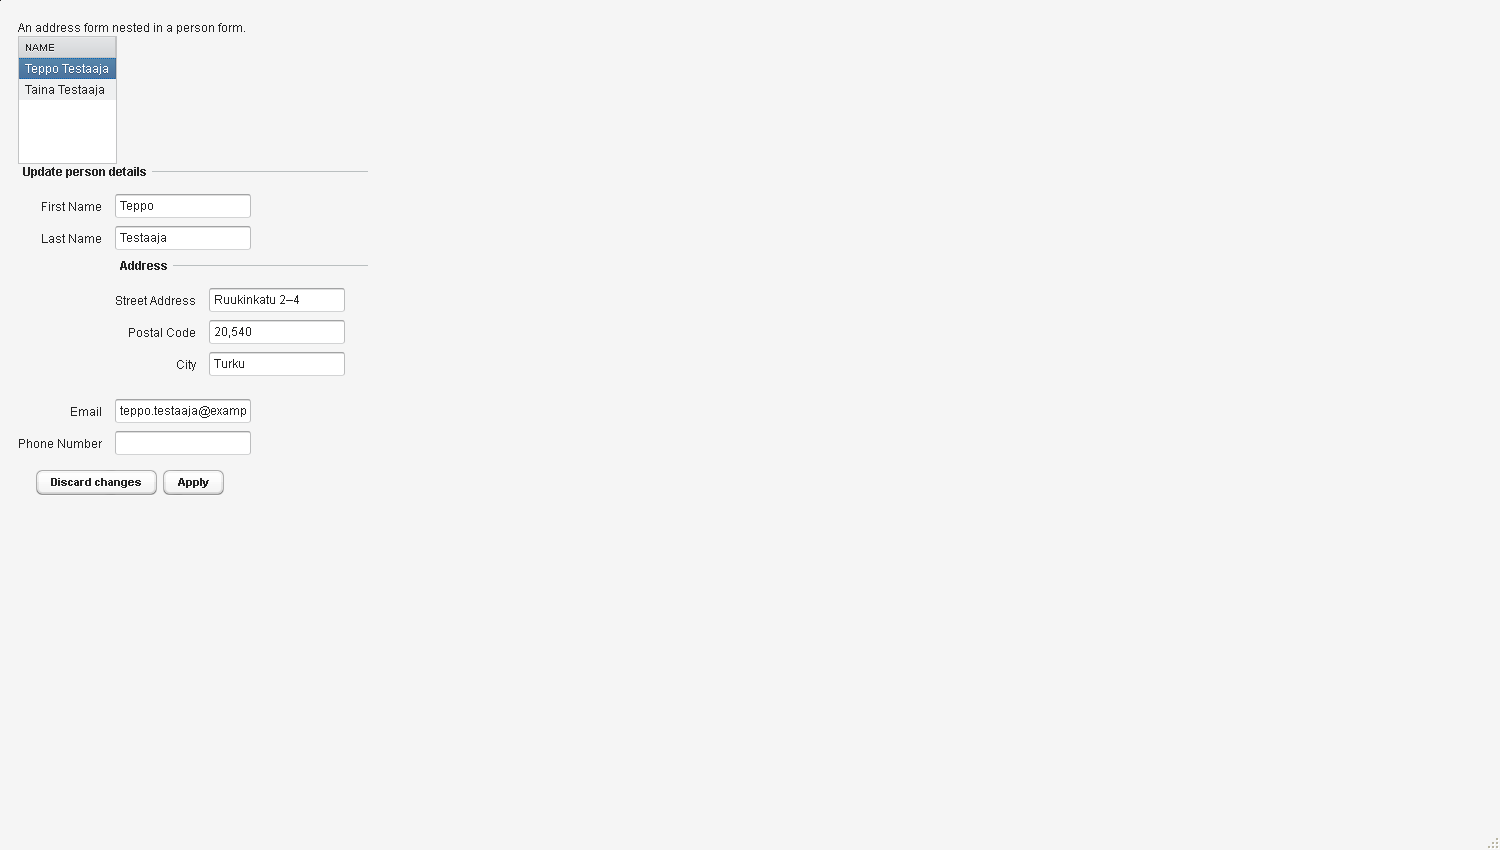 An address form nested in a person form.
NAME
Teppo Testaaja
Taina Testaaja
Update person details
First Name Teppo
Last Name Testaaja
Address
Street Address Ruukinkatu 2–4
Postal Code 20,540
City Turku
Email teppo.testaaja@examp
Phone Number
Discard changes Apply